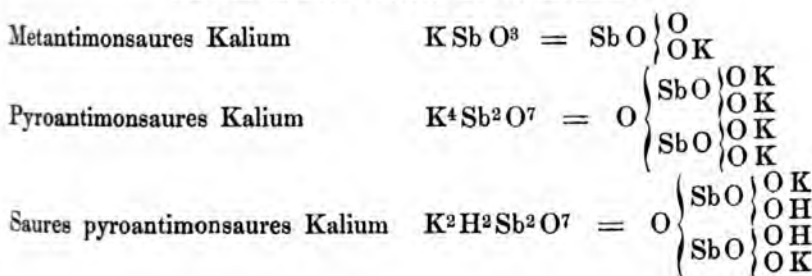 Metantimonsaures Kalium K Sb O³ = Sb O } O
O K
Pyroantimonsaures Kalium K⁴ Sb² O⁷ = O { Sb O } O K
O K
Sb O } O K
O K
Saures pyroantimonsaures Kalium K² H² Sb² O⁷ = O { Sb O } O K
O H
Sb O } O H
O K